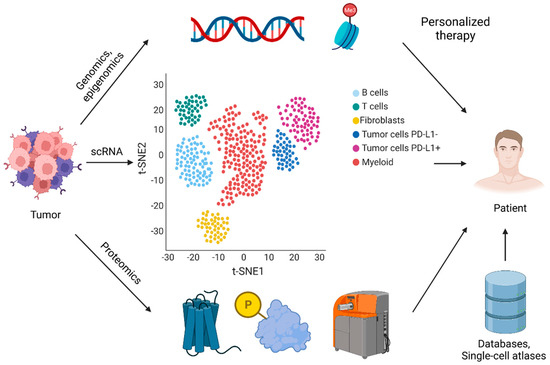 Me3
Personalized
therapy
Genomics,
epigenomics
scRNA
Tumor
Proteomics
t-SNE2
30
20
10
0
-10
-20
-30
-30
-20
-10
0
10
20
30
t-SNE1
B cells
T cells
Fibroblasts
Tumor cells PD-L1-
Tumor cells PD-L1+
Myeloid
Patient
P
Databases,
Single-cell atlases